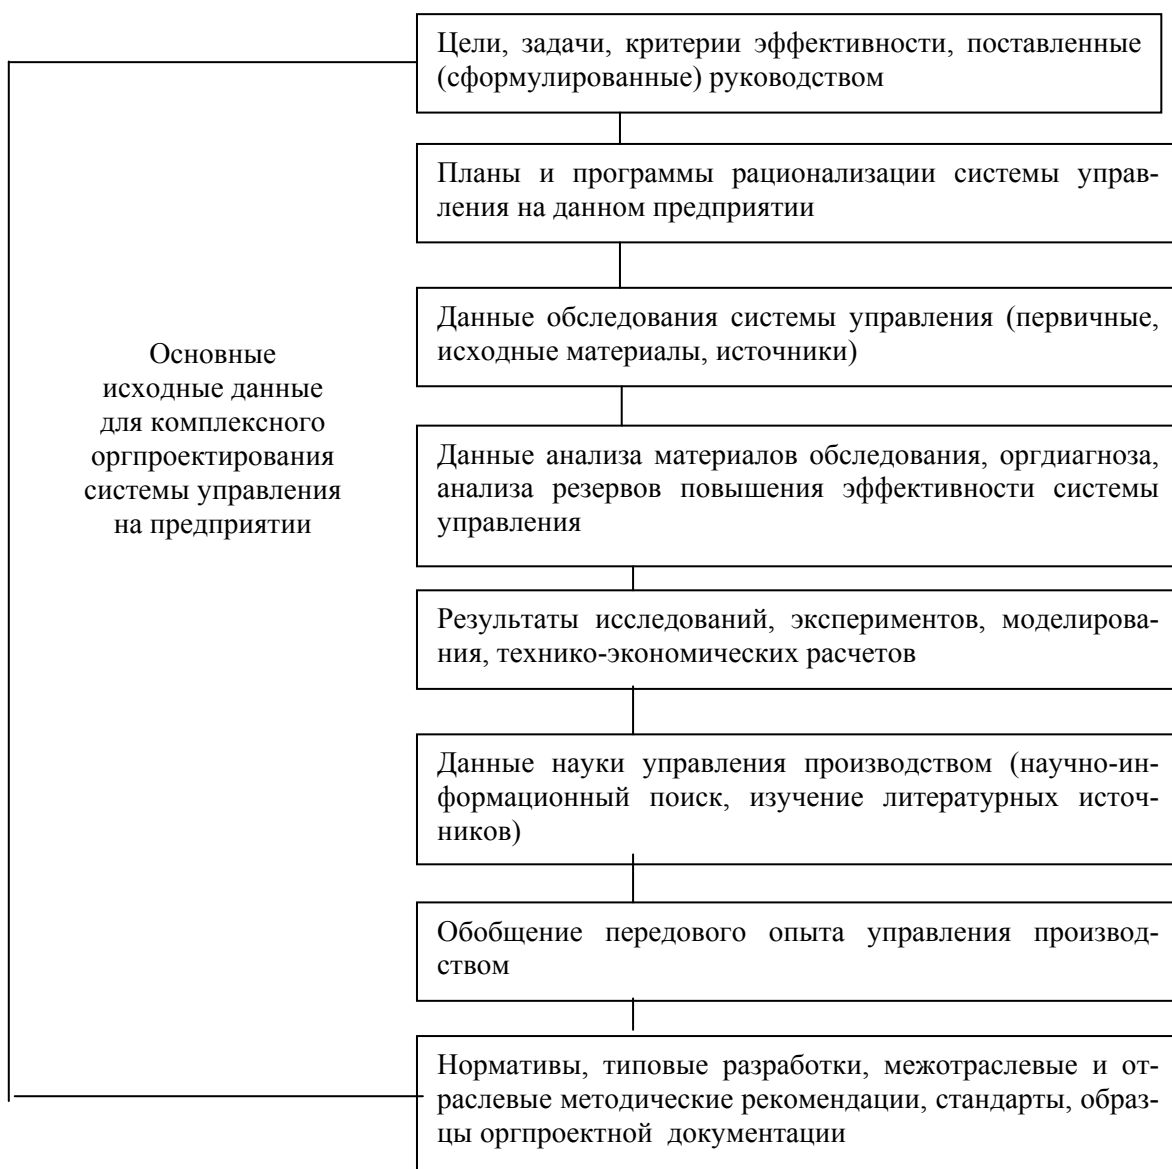 Цели, задачи, критерии эффективности, поставленные
(сформулированные) руководством
Планы и программы рационализации системы управ-
ления на данном предприятии
Данные обследования системы управления (первичные,
исходные материалы, источники)
Основные
исходные данные
для комплексного
оргпроектирования
системы управления
на предприятии
Данные анализа материалов обследования, оргдиагноза,
анализа резервов повышения эффективности системы
управления
Результаты исследований, экспериментов, моделирова-
ния, технико-экономических расчетов
Данные науки управления производством (научно-ин-
формационный поиск, изучение литературных источ-
ников)
Обобщение передового опыта управления производ-
ством
Нормативы, типовые разработки, межотраслевые и от-
раслевые методические рекомендации, стандарты, образ-
цы оргпроектной документации